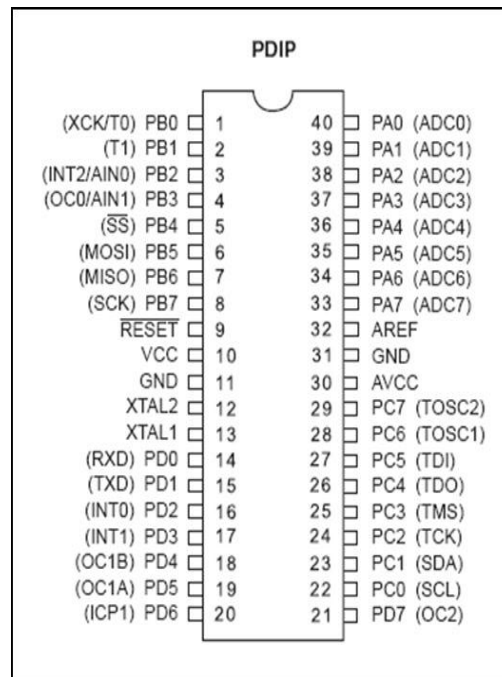 PDIP
(XCK/T0) PB0 1 40 PA0 (ADC0)
(T1) PB1 2 39 PA1 (ADC1)
(INT2/AIN0) PB2 3 38 PA2 (ADC2)
(OC0/AIN1) PB3 4 37 PA3 (ADC3)
(SS) PB4 5 36 PA4 (ADC4)
(MOSI) PB5 6 35 PA5 (ADC5)
(MISO) PB6 7 34 PA6 (ADC6)
(SCK) PB7 8 33 PA7 (ADC7)
RESET 9 32 AREF
VCC 10 31 GND
GND 11 30 AVCC
XTAL2 12 29 PC7 (TOSC2)
XTAL1 13 28 PC6 (TOSC1)
(RXD) PD0 14 27 PC5 (TDI)
(TXD) PD1 15 26 PC4 (TDO)
(INT0) PD2 16 25 PC3 (TMS)
(INT1) PD3 17 24 PC2 (TCK)
(OC1B) PD4 18 23 PC1 (SDA)
(OC1A) PD5 19 22 PC0 (SCL)
(ICP1) PD6 20 21 PD7 (OC2)